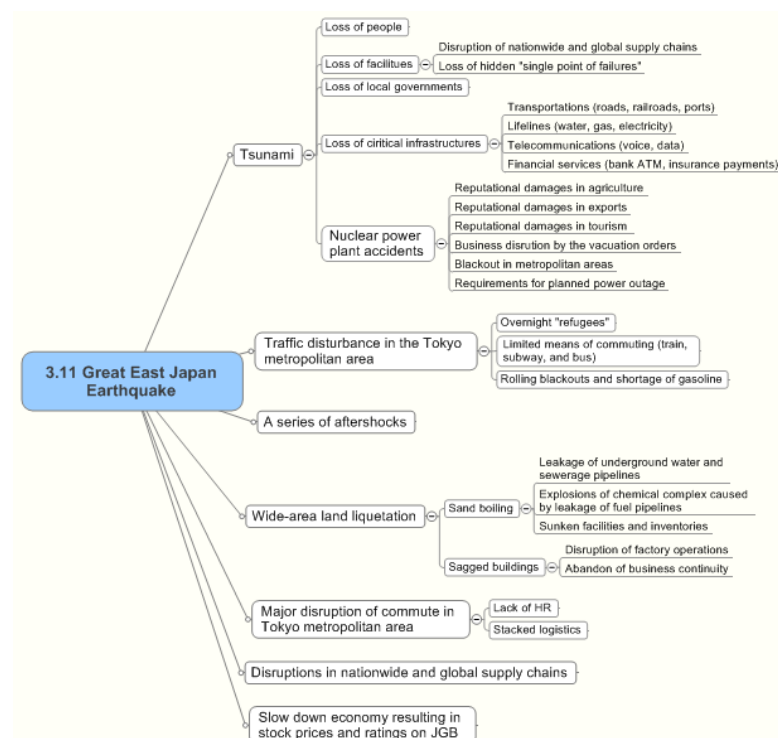 3.11 Great East Japan
Earthquake
Tsunami
Loss of people
Loss of facilitues
Disruption of nationwide and global supply chains
Loss of hidden "single point of failures"
Loss of local governments
Loss of ciritical infrastructures
Transportations (roads, railroads, ports)
Lifelines (water, gas, electricity)
Telecommunications (voice, data)
Financial services (bank ATM, insurance payments)
Nuclear power
plant accidents
Reputational damages in agriculture
Reputational damages in exports
Reputational damages in tourism
Business disrution by the vacuation orders
Blackout in metropolitan areas
Requirements for planned power outage
Traffic disturbance in the Tokyo
metropolitan area
Overnight "refugees"
Limited means of commuting (train,
subway, and bus)
Rolling blackouts and shortage of gasoline
A series of aftershocks
Wide-area land liquetation
Sand boiling
Leakage of underground water and
sewerage pipelines
Explosions of chemical complex caused
by leakage of fuel pipelines
Sunken facilities and inventories
Sagged buildings
Disruption of factory operations
Abandon of business continuity
Major disruption of commute in
Tokyo metropolitan area
Lack of HR
Stacked logistics
Disruptions in nationwide and global supply chains
Slow down economy resulting in
stock prices and ratings on JGB